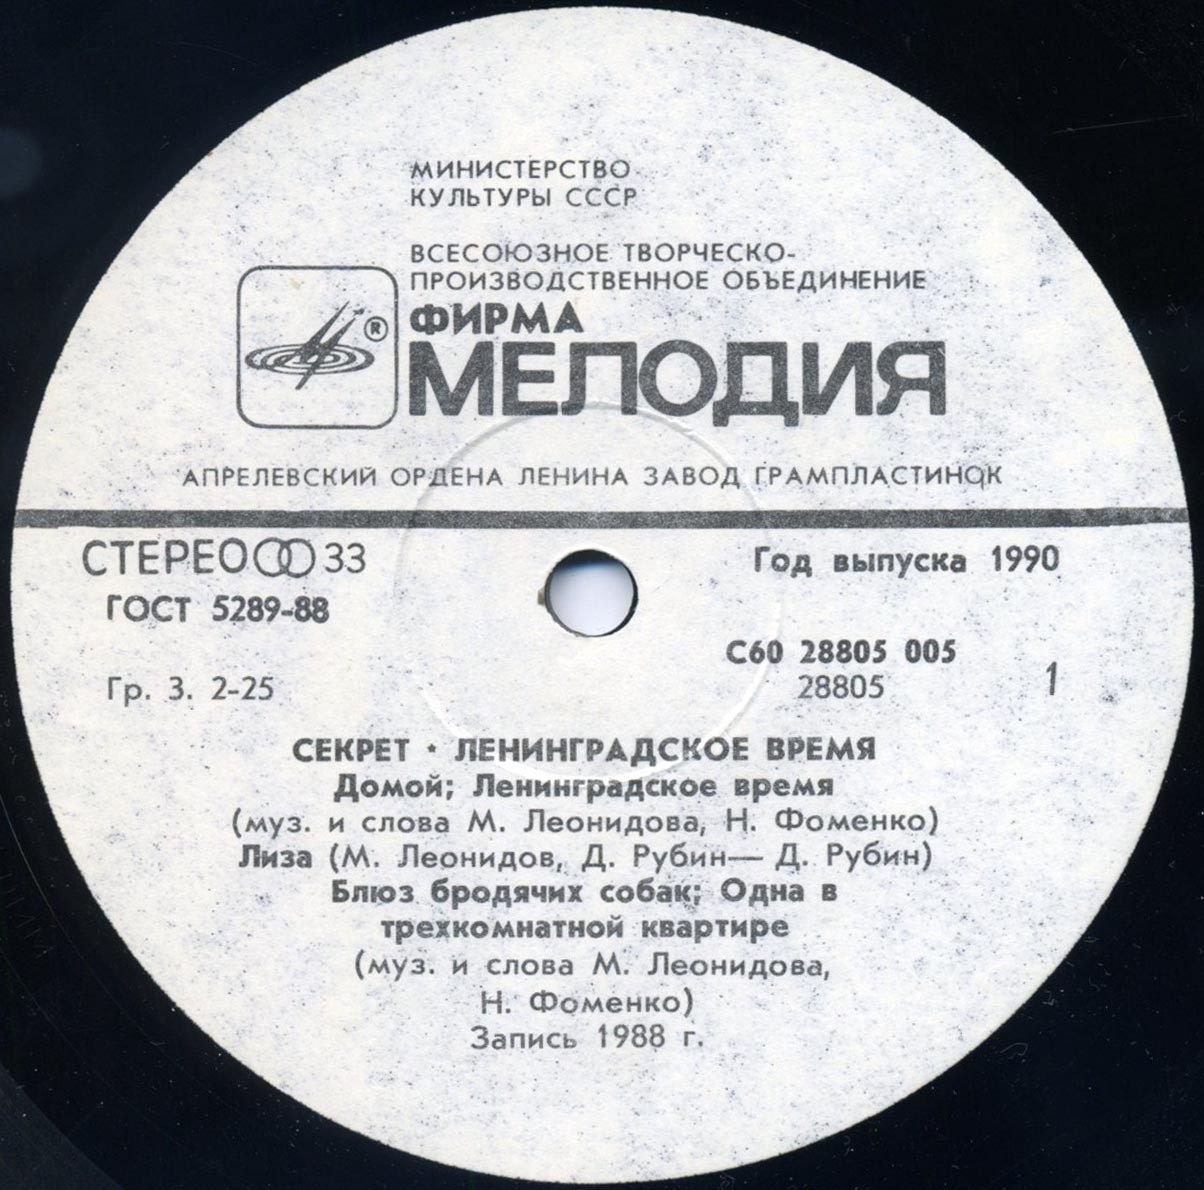 МИНИСТЕРСТВО
КУЛЬТУРЫ СССР
ВСЕСОЮЗНОЕ ТВОРЧЕСКО-
ПРОИЗВОДСТВЕННОЕ ОБЪЕДИНЕНИЕ
ФИРМА
®
МЕЛОДИЯ
АПРЕЛЕВСКИЙ ОРДЕНА ЛЕНИНА ЗАВОД ГРАМПЛАСТИНОК
СТЕРЕО 33
Год выпуска 1990
ГОСТ 5289-88
С60 28805 005
Гр. 3. 2-25
28805
1
СЕКРЕТ · ЛЕНИНГРАДСКОЕ ВРЕМЯ
Домой; Ленинградское время
(муз. и слова М. Леонидова, Н. Фоменко)
Лиза (М. Леонидов, Д. Рубин— Д. Рубин)
Блюз бродячих собак; Одна в
трехкомнатной квартире
(муз. и слова М. Леонидова,
Н. Фоменко)
Запись 1988 г.